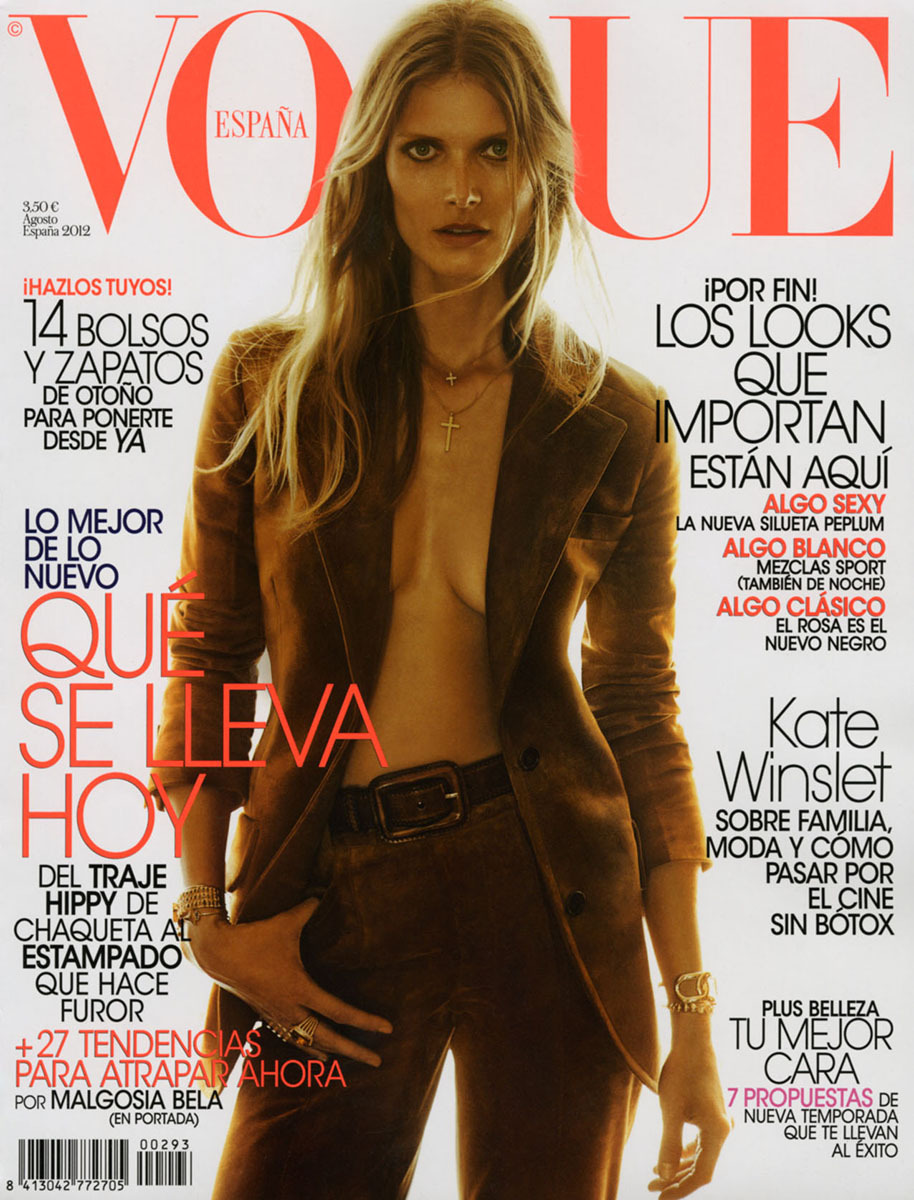 ©
VOGUE
ESPAÑA
3,50 €
Agosto
España 2012
¡HAZLOS TUYOS!
14 BOLSOS
Y ZAPATOS
DE OTOÑO
PARA PONERTE
DESDE YA
LO MEJOR
DE LO
NUEVO
QUÉ
SE LLEVA
HOY
DEL TRAJE
HIPPY DE
CHAQUETA AL
ESTAMPADO
QUE HACE
FUROR
+27 TENDENCIAS
PARA ATRAPAR AHORA
POR MALGOSIA BELA
(EN PORTADA)
00293
8 413042 772705
¡POR FIN!
LOS LOOKS
QUE
IMPORTAN
ESTÁN AQUÍ
ALGO SEXY
LA NUEVA SILUETA PEPLUM
ALGO BLANCO
MEZCLAS SPORT
(TAMBIÉN DE NOCHE)
ALGO CLÁSICO
EL ROSA ES EL
NUEVO NEGRO
Kate
Winslet
SOBRE FAMILIA,
MODA Y CÓMO
PASAR POR
EL CINE
SIN BÓTOX
PLUS BELLEZA
TU MEJOR
CARA
7 PROPUESTAS DE
NUEVA TEMPORADA
QUE TE LLEVAN
AL ÉXITO